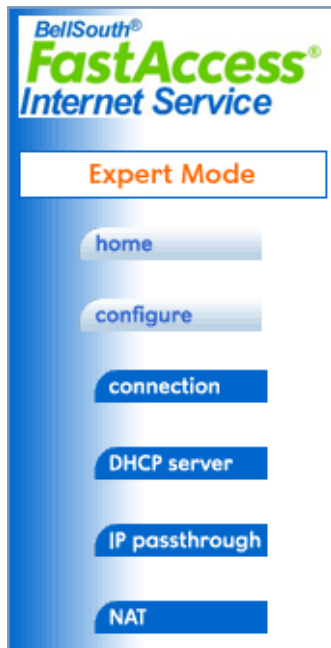 BellSouth®
FastAccess®
Internet Service
Expert Mode
home
configure
connection
DHCP server
IP passthrough
NAT